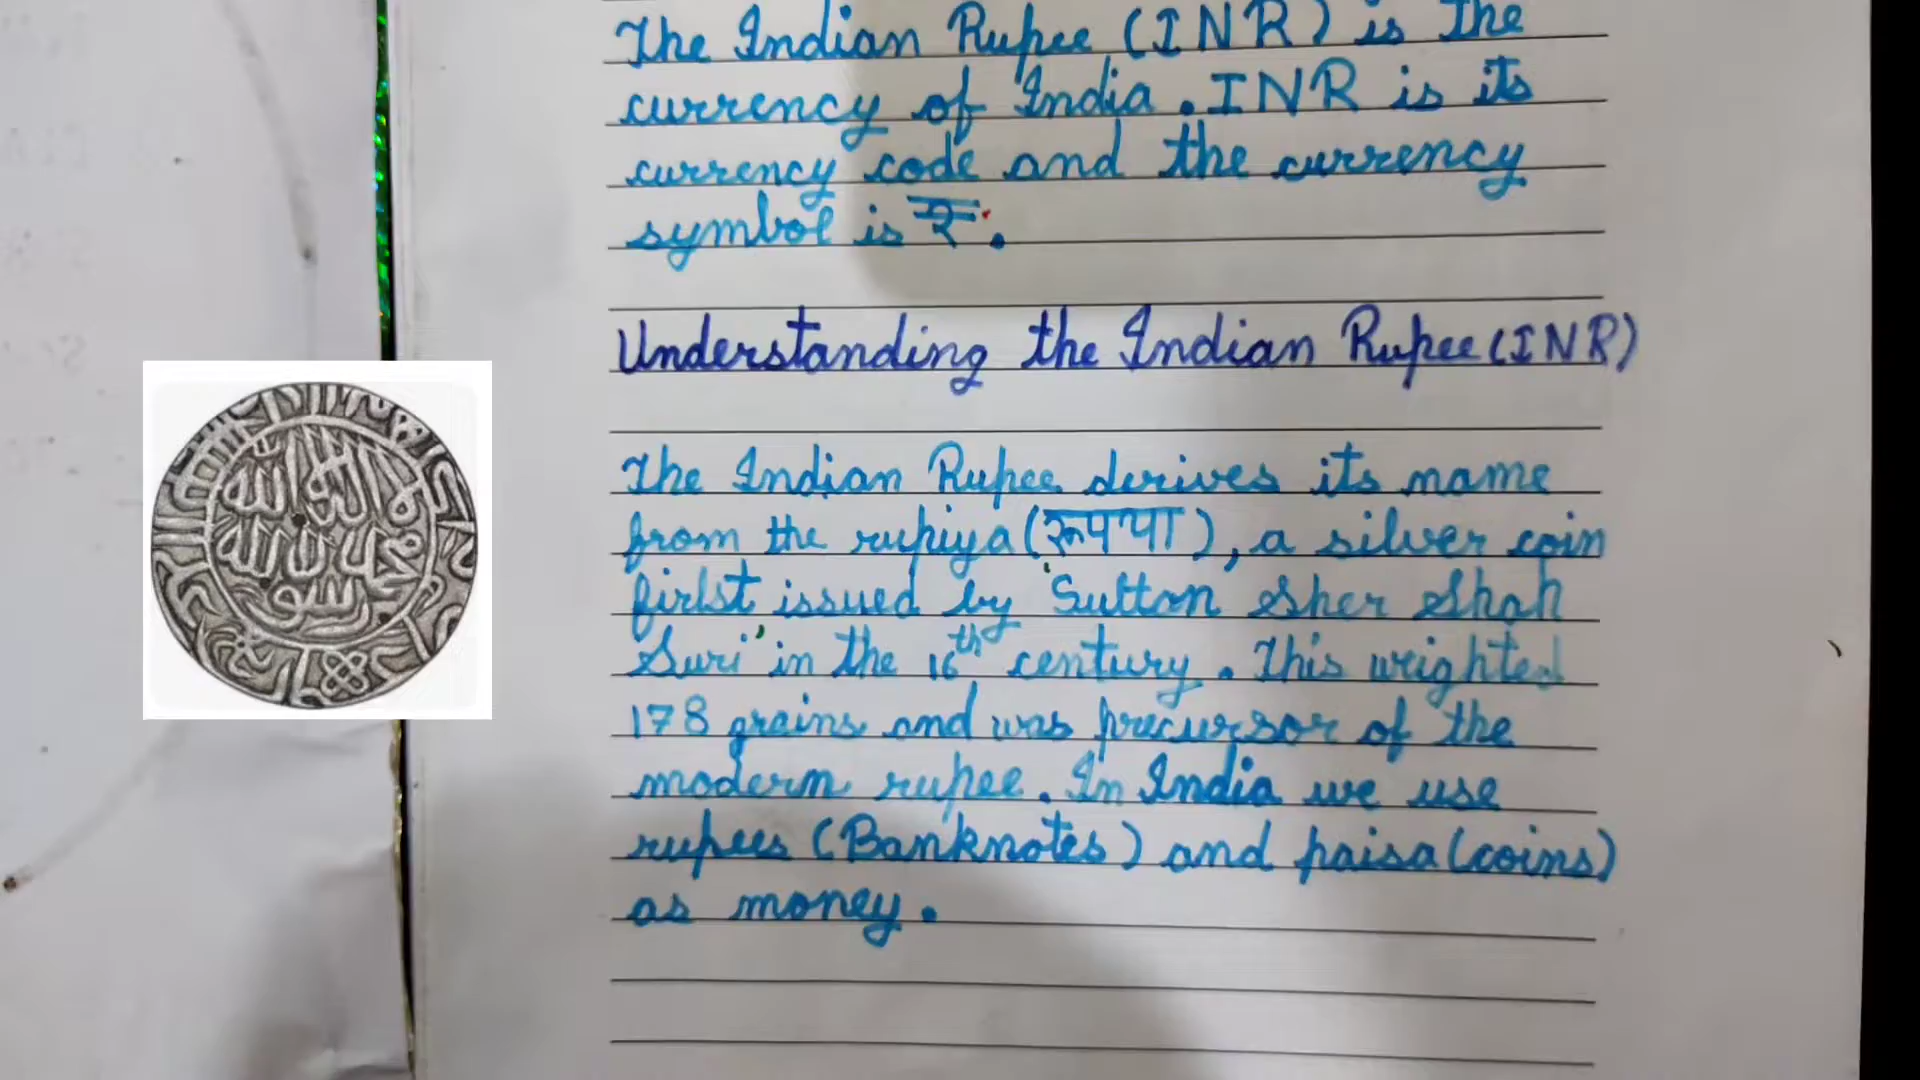 The Indian Rupee (INR) is The
currency of India. INR is its
currency code and the currency
symbol is ₹.
Understanding the Indian Rupee (INR)
The Indian Rupee derives its name
from the rupiya (रूपया), a silver coin
firlst issued by 'Sultan Sher Shah
Suri' in the 16th century. This weighted
178 grains and was precursor of the
modern rupee. In India we use
rupees (Banknotes) and paisa (coins)
as money.